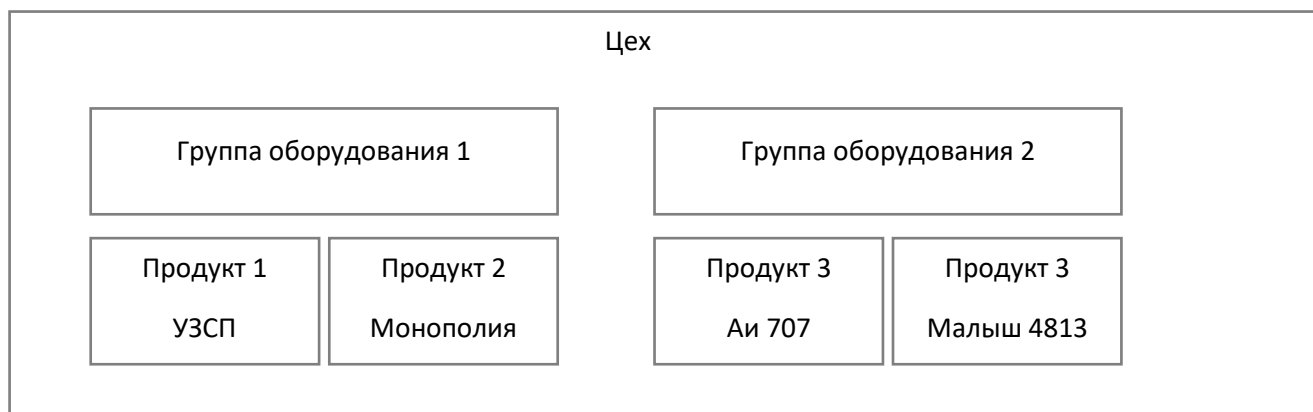 Цех
Группа оборудования 1
Группа оборудования 2
Продукт 1
УЗСП
Продукт 2
Монополия
Продукт 3
Аи 707
Продукт 3
Малыш 4813